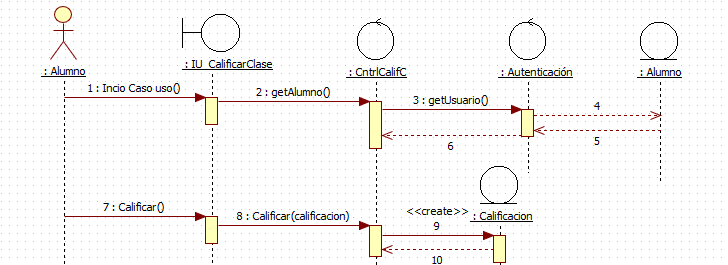 : Alumno
: IU_CalificarClase
: CntrlCalifC
: Autenticación
: Alumno
1 : Incio Caso uso()
2 : getAlumno()
3 : getUsuario()
4
5
6
7 : Calificar()
8 : Calificar(calificacion)
<<create>>
9
: Calificacion
10